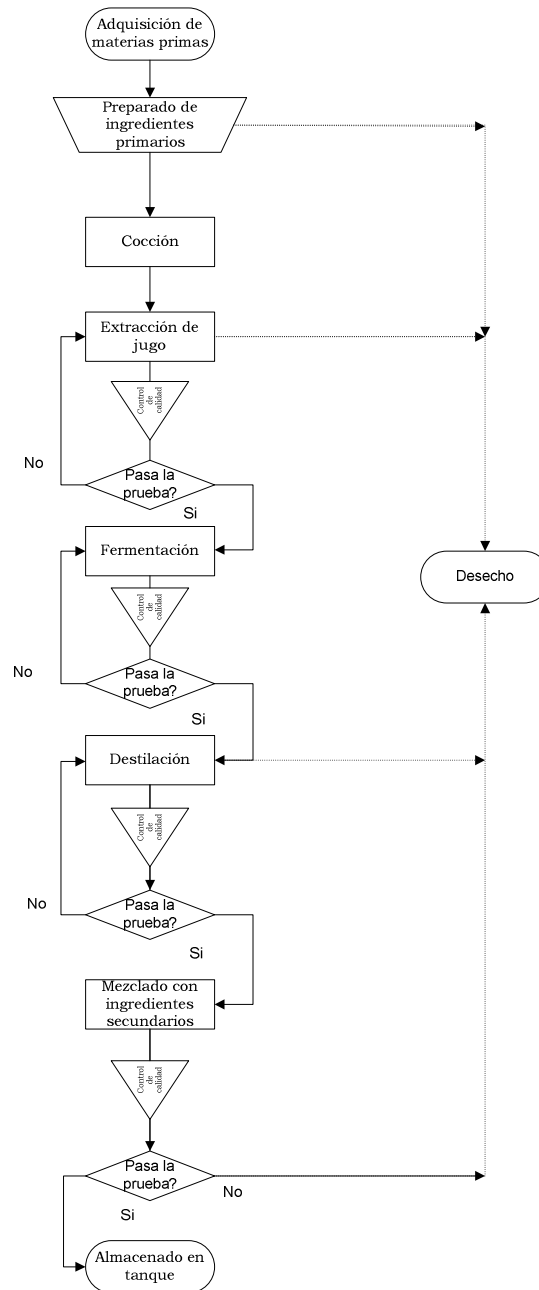 Adquisición de
materias primas
Preparado de
ingredientes
primarios
Cocción
Extracción de
jugo
Control
de
calidad
No
Pasa la
prueba?
Si
Fermentación
Desecho
Control
de
calidad
No
Pasa la
prueba?
Si
Destilación
Control
de
calidad
No
Pasa la
prueba?
Si
Mezclado con
ingredientes
secundarios
Control
de
calidad
Pasa la
prueba?
No
Si
Almacenado en
tanque